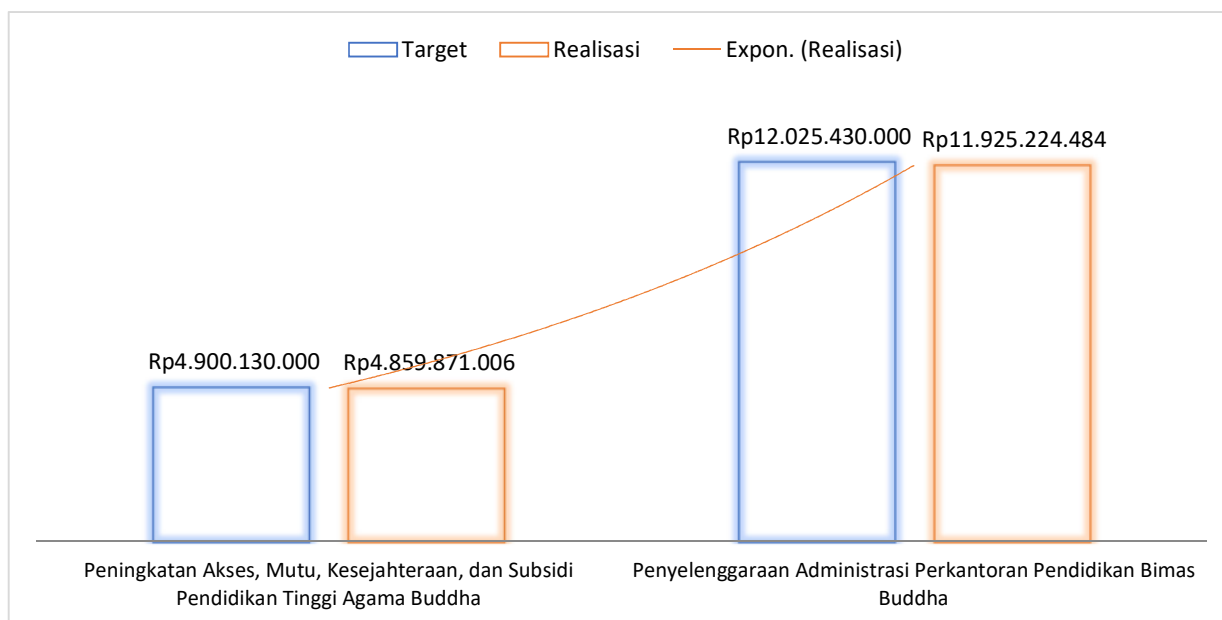 Target Realisasi Expon. (Realisasi)
Rp12.025.430.000 Rp11.925.224.484
Rp4.900.130.000 Rp4.859.871.006
Peningkatan Akses, Mutu, Kesejahteraan, dan Subsidi
Pendidikan Tinggi Agama Buddha
Penyelenggaraan Administrasi Perkantoran Pendidikan Bimas
Buddha